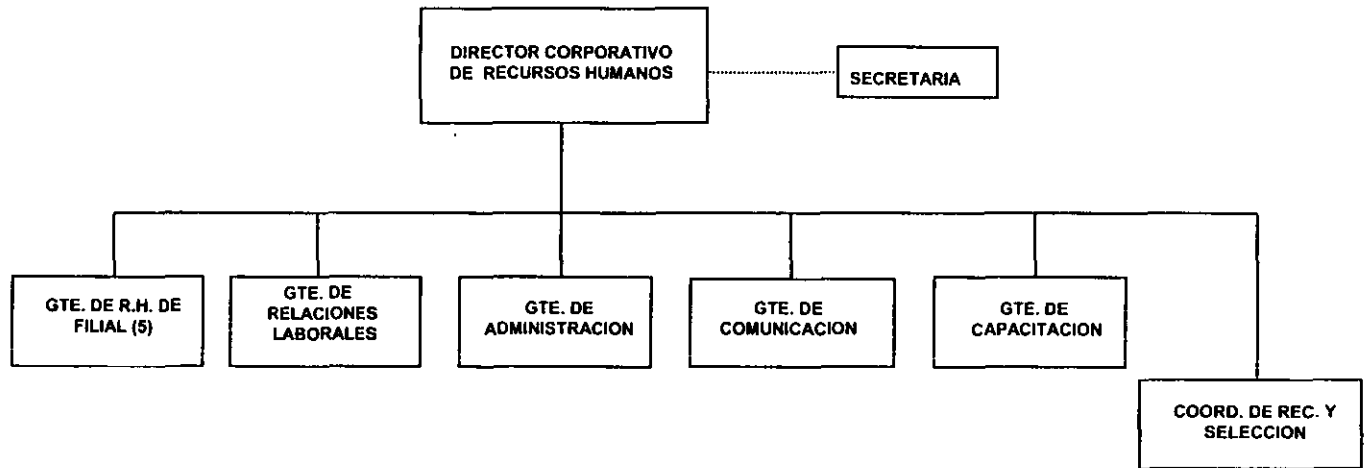 DIRECTOR CORPORATIVO
DE RECURSOS HUMANOS
SECRETARIA
GTE. DE R.H. DE
FILIAL (5)
GTE. DE
RELACIONES
LABORALES
GTE. DE
ADMINISTRACION
GTE. DE
COMUNICACION
GTE. DE
CAPACITACION
COORD. DE REC. Y
SELECCION